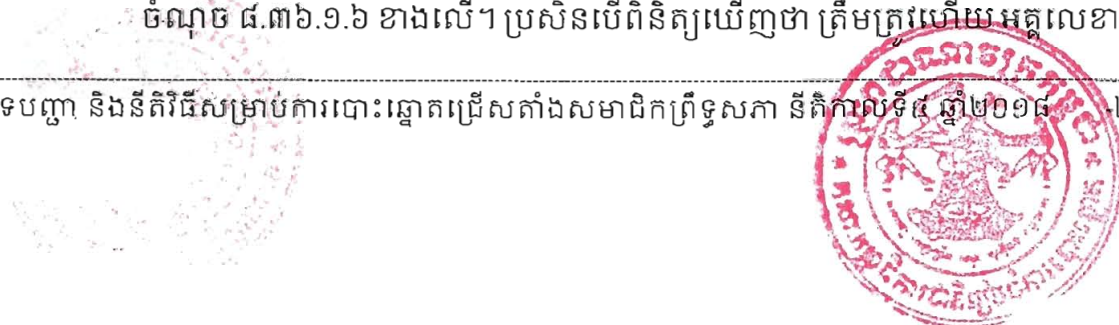 ចំណុច ៨.៣៦.១.៦ ខាងលើ។ ប្រសិនបើពិនិត្យឃើញថា ត្រឹមត្រូវហើយ អគ្គលេខា
ទបញ្ជា និងនីតិវិធីសម្រាប់ការបោះឆ្នោតជ្រើសតាំងសមាជិកព្រឹទ្ធសភា នីតិកាលទី៤ ឆ្នាំ២០១៨